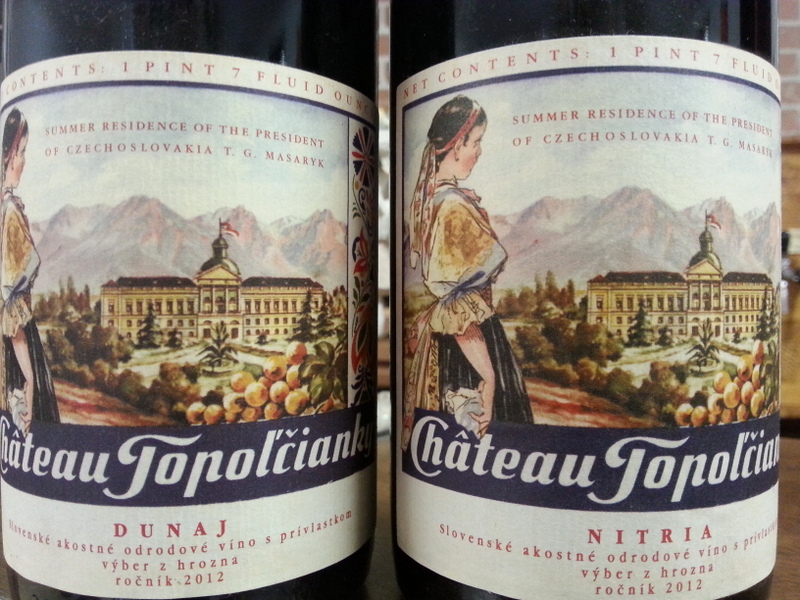 CONTENTS: 1 PINT 7 FLUID OUNC
SUMMER RESIDENCE OF THE PRESIDENT
OF CZECHOSLOVAKIA T. G. MASARYK
Château Topoľčianky
DUNAJ
Slovenské akostné odrodové víno s prívlastkom
výber z hrozna
ročník 2012
NET CONTENTS: 1 PINT 7 FLUID
SUMMER RESIDENCE OF THE PRESIDENT
OF CZECHOSLOVAKIA T. G. MASARYK
Château Topoľčian
NITRIA
Slovenské akostné odrodové víno s prívlastkom
výber z hrozna
ročník 2012